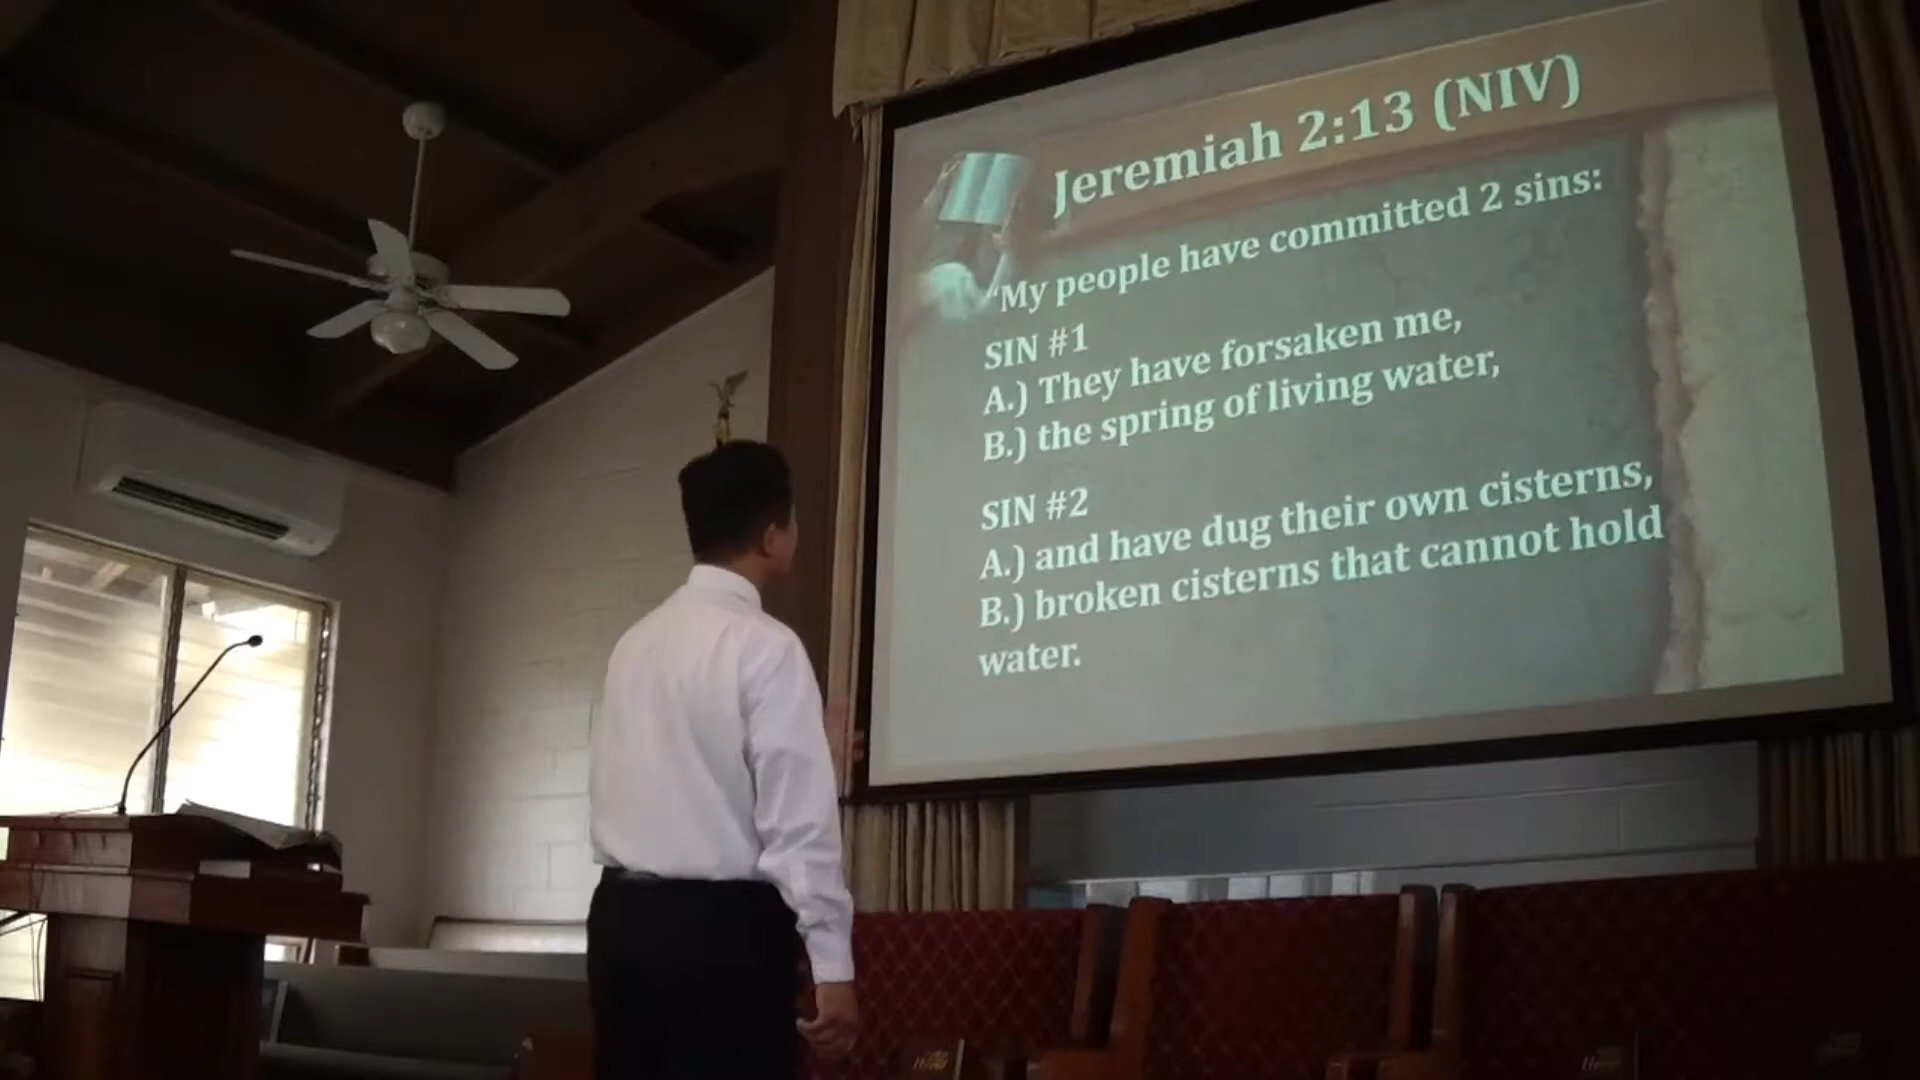 Jeremiah 2:13 (NIV)
"My people have committed 2 sins:
SIN #1
A.) They have forsaken me,
B.) the spring of living water,
SIN #2
A.) and have dug their own cisterns,
B.) broken cisterns that cannot hold
water.